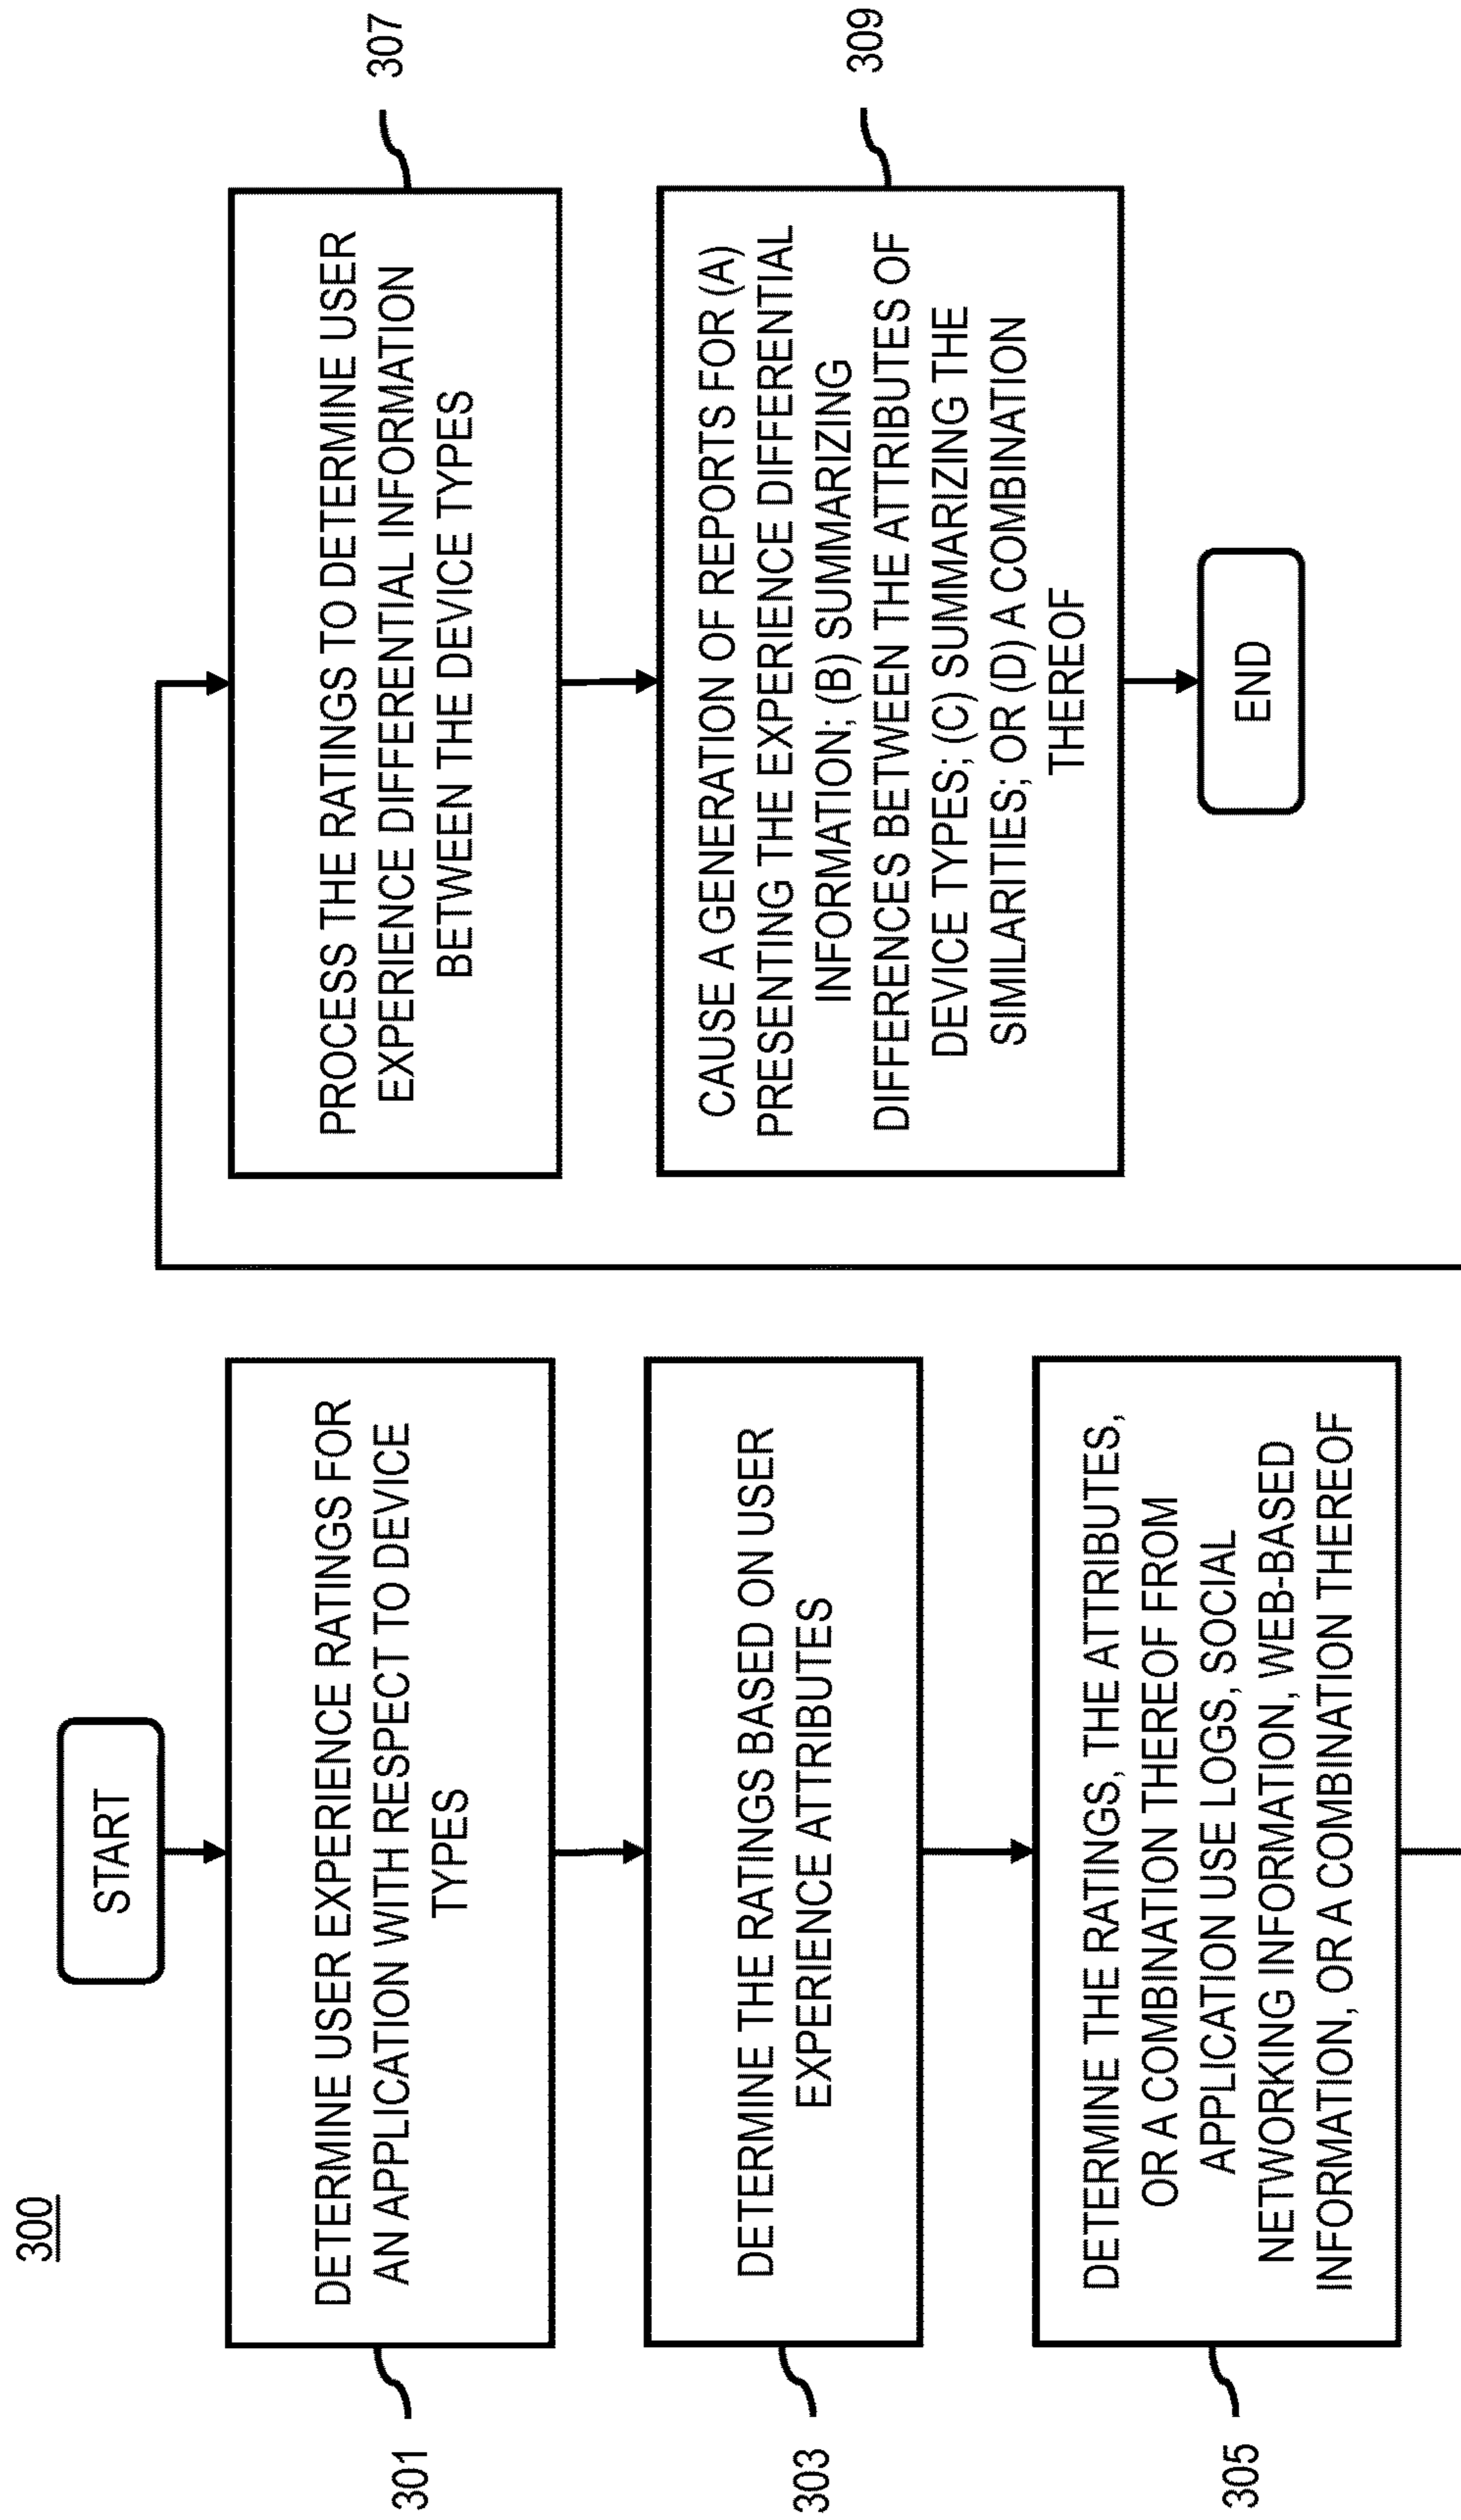 300
START
DETERMINE USER EXPERIENCE RATINGS FOR
AN APPLICATION WITH RESPECT TO DEVICE
TYPES
301
DETERMINE THE RATINGS BASED ON USER
EXPERIENCE ATTRIBUTES
303
DETERMINE THE RATINGS, THE ATTRIBUTES,
OR A COMBINATION THEREOF FROM
APPLICATION USE LOGS, SOCIAL
NETWORKING INFORMATION, WEB-BASED
INFORMATION, OR A COMBINATION THEREOF
305
PROCESS THE RATINGS TO DETERMINE USER
EXPERIENCE DIFFERENTIAL INFORMATION
BETWEEN THE DEVICE TYPES
307
CAUSE A GENERATION OF REPORTS FOR (A)
PRESENTING THE EXPERIENCE DIFFERENTIAL
INFORMATION; (B) SUMMARIZING
DIFFERENCES BETWEEN THE ATTRIBUTES OF
DEVICE TYPES; (C) SUMMARIZING THE
SIMILARITIES; OR (D) A COMBINATION
THEREOF
309
END